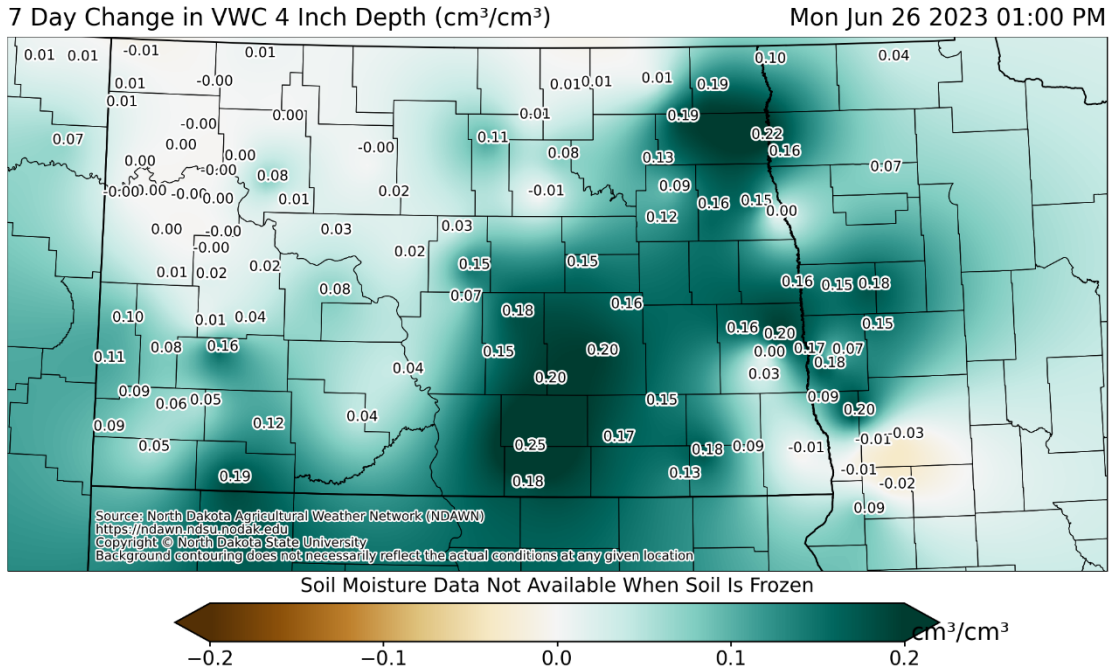 7 Day Change in VWC 4 Inch Depth (cm³/cm³) Mon Jun 26 2023 01:00 PM
0.01 0.01 -0.01 0.01 0.10 0.04
0.01 -0.00 0.01 0.01 0.01 0.19
0.01 0.00 0.01 0.19
0.07 -0.00 0.11 0.22
0.00 -0.00 0.08 0.13 0.16
0.00 0.00 0.07
-0.00 0.08 0.09
-0.00 0.00 -0.00 0.00 0.01 0.02 -0.01 0.16 0.15
0.12 0.00
0.00 -0.00 0.03 0.03
-0.00 0.02
0.01 0.02 0.02 0.15 0.15
0.08 0.07 0.16 0.15 0.18
0.10 0.01 0.04 0.18 0.16 0.15
0.16 0.20
0.11 0.08 0.16 0.15 0.20 0.00 0.17 0.07
0.04 0.20 0.03 0.18
0.09 0.06 0.05 0.15 0.09 0.20
0.09 0.12 0.04 0.17 -0.01 -0.03
0.05 0.25 0.18 0.09 -0.01
0.19 0.18 0.13 -0.01 -0.02
0.09
Source: North Dakota Agricultural Weather Network (NDAWN)
https://ndawn.ndsu.nodak.edu
Copyright © North Dakota State University
Background contouring does not necessarily reflect the actual conditions at any given location
Soil Moisture Data Not Available When Soil Is Frozen
cm³/cm³
−0.2 −0.1 0.0 0.1 0.2